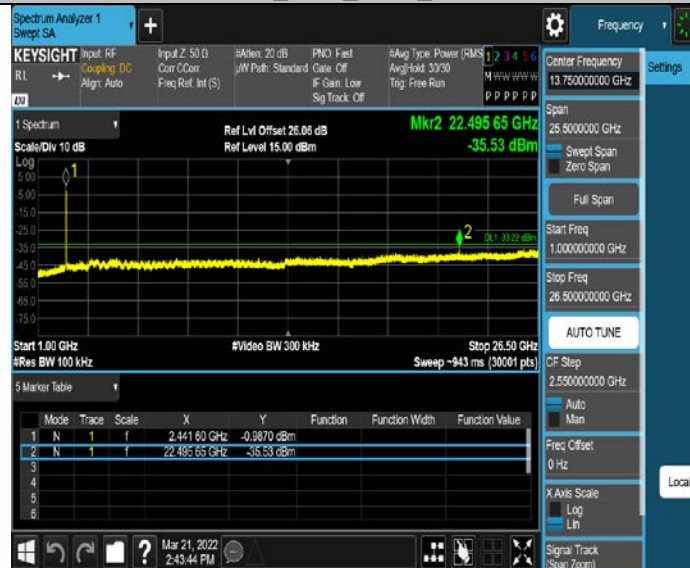 Spectrum Analyzer 1
Swept SA
+
Frequency
KEYSIGHT
RL
Input: RF
Coupling: DC
Align: Auto
Input Z: 50 Ω
Corr CCorr
Freq Ref: Int (S)
#Atten: 20 dB
µW Path: Standard
PNO: Fast
Gate: Off
IF Gain: Low
Sig Track: Off
#Avg Type: Power (RMS
Avg|Hold: 30/30
Trig: Free Run
1 2 3 4 5 6
M W W W W W
P P P P P P
Center Frequency
13.750000000 GHz
Settings
1 Spectrum
Scale/Div 10 dB
Ref Lvl Offset 26.06 dB
Ref Level 15.00 dBm
Mkr2 22.495 65 GHz
-35.53 dBm
Span
25.5000000 GHz
Swept Span
Zero Span
Full Span
Start Freq
1.000000000 GHz
Stop Freq
26.500000000 GHz
AUTO TUNE
CF Step
2.550000000 GHz
Auto
Man
Freq Offset
0 Hz
X Axis Scale
Log
Lin
Local
Signal Track
(Span Zoom)
Log
5.00
-5.00
-15.0
-25.0
-35.0
-45.0
-55.0
-65.0
-75.0
1
2
DL1 -33.22 dBm
Start 1.00 GHz
#Res BW 100 kHz
#Video BW 300 kHz
Stop 26.50 GHz
Sweep ~943 ms (30001 pts)
5 Marker Table
Mode Trace Scale X Y Function Function Width Function Value
1 N 1 f 2.441 60 GHz -0.9870 dBm
2 N 1 f 22.495 65 GHz -35.53 dBm
3
4
5
6
?
Mar 21, 2022
2:43:44 PM